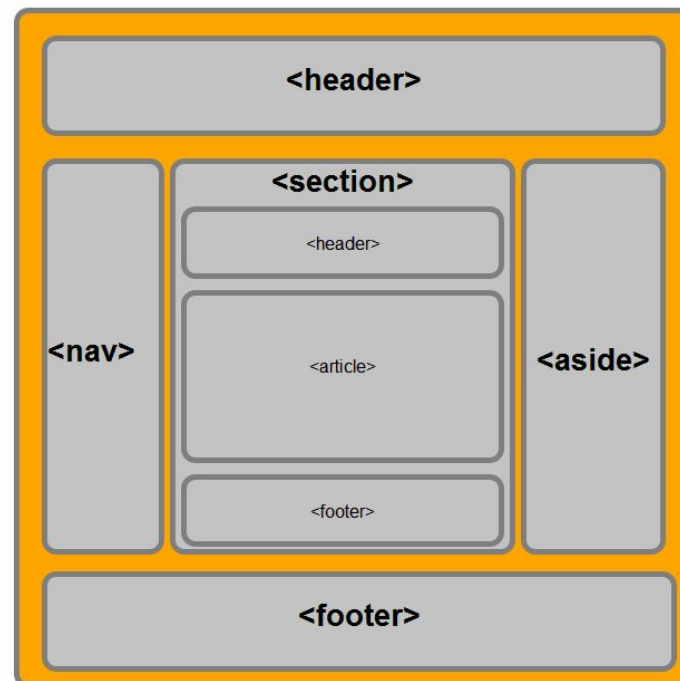 <header>
<nav>
<section>
<header>
<article>
<footer>
<aside>
<footer>